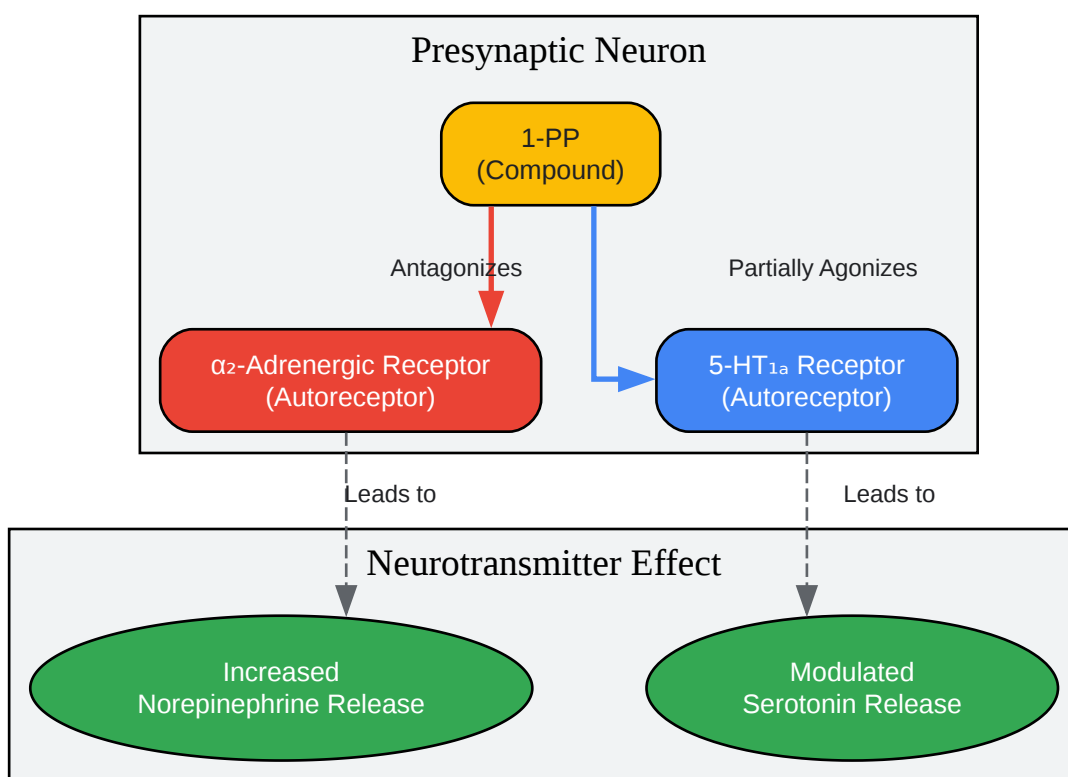 Presynaptic Neuron
1-PP
(Compound)
Antagonizes
Partially Agonizes
α₂-Adrenergic Receptor
(Autoreceptor)
5-HT₁ₐ Receptor
(Autoreceptor)
Leads to
Leads to
Neurotransmitter Effect
Increased
Norepinephrine Release
Modulated
Serotonin Release